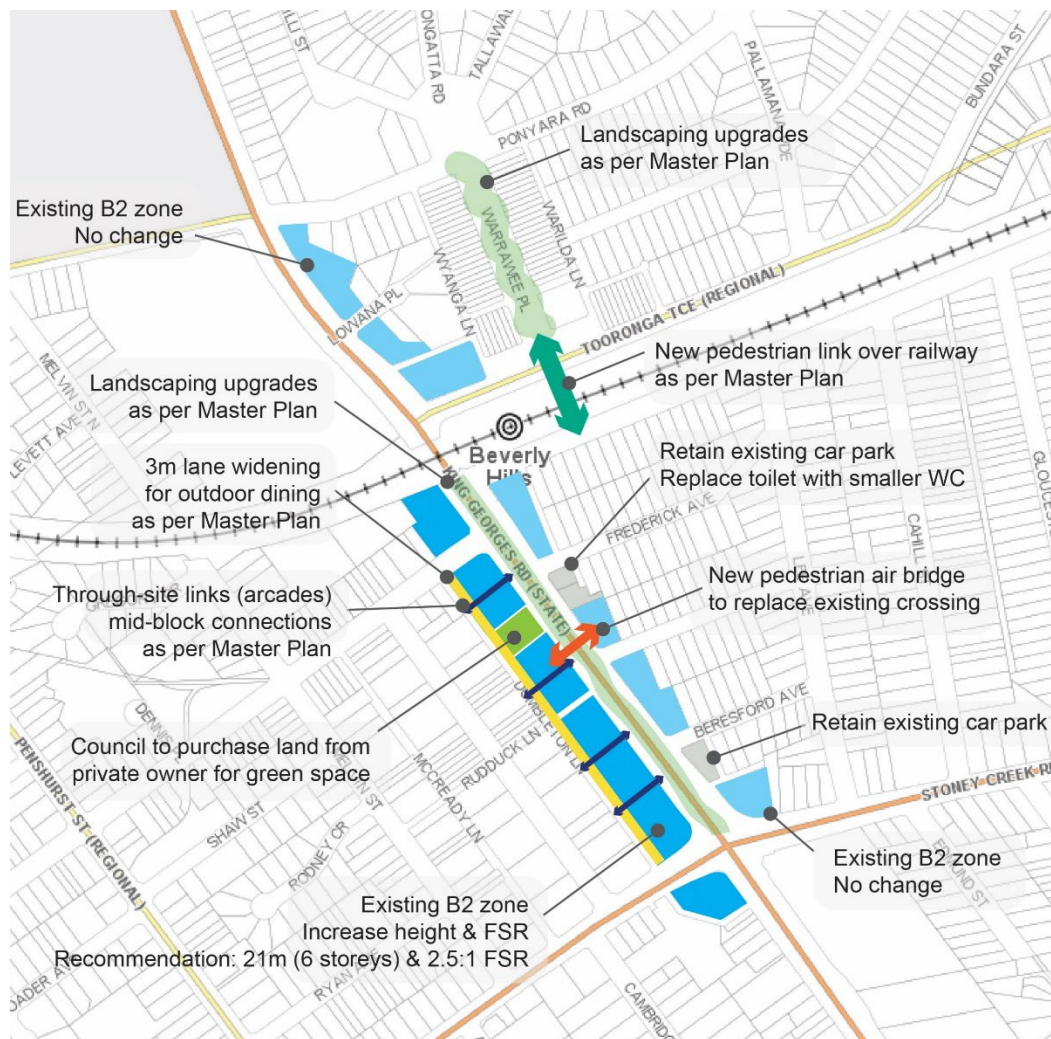 TALLAWAL
PONYARA RD
BUNDARA ST
Landscaping upgrades
as per Master Plan
Existing B2 zone
No change
WARRAWEE PL
WARILDA LN
WYANGA LN
LOWANA PL
TOORONGA TCE (REGIONAL)
New pedestrian link over railway
as per Master Plan
Landscaping upgrades
as per Master Plan
MELVIN ST N
LEVETT AVE
Beverly
Hills
KING GEORGES RD (STATE)
Retain existing car park
Replace toilet with smaller WC
3m lane widening
for outdoor dining
as per Master Plan
FREDERICK AVE
New pedestrian air bridge
to replace existing crossing
Through-site links (arcades)
mid-block connections
as per Master Plan
BERESFORD AVE
Retain existing car park
Council to purchase land from
private owner for green space
RUDDUCK LN
MCCREADY LN
SHAW ST
RODNEY CR
PENSHURST ST (REGIONAL)
STONEY CREEK R
Existing B2 zone
No change
Existing B2 zone
Increase height & FSR
Recommendation: 21m (6 storeys) & 2.5:1 FSR
RYAN AVE
OADER AV
CAMBRIDG